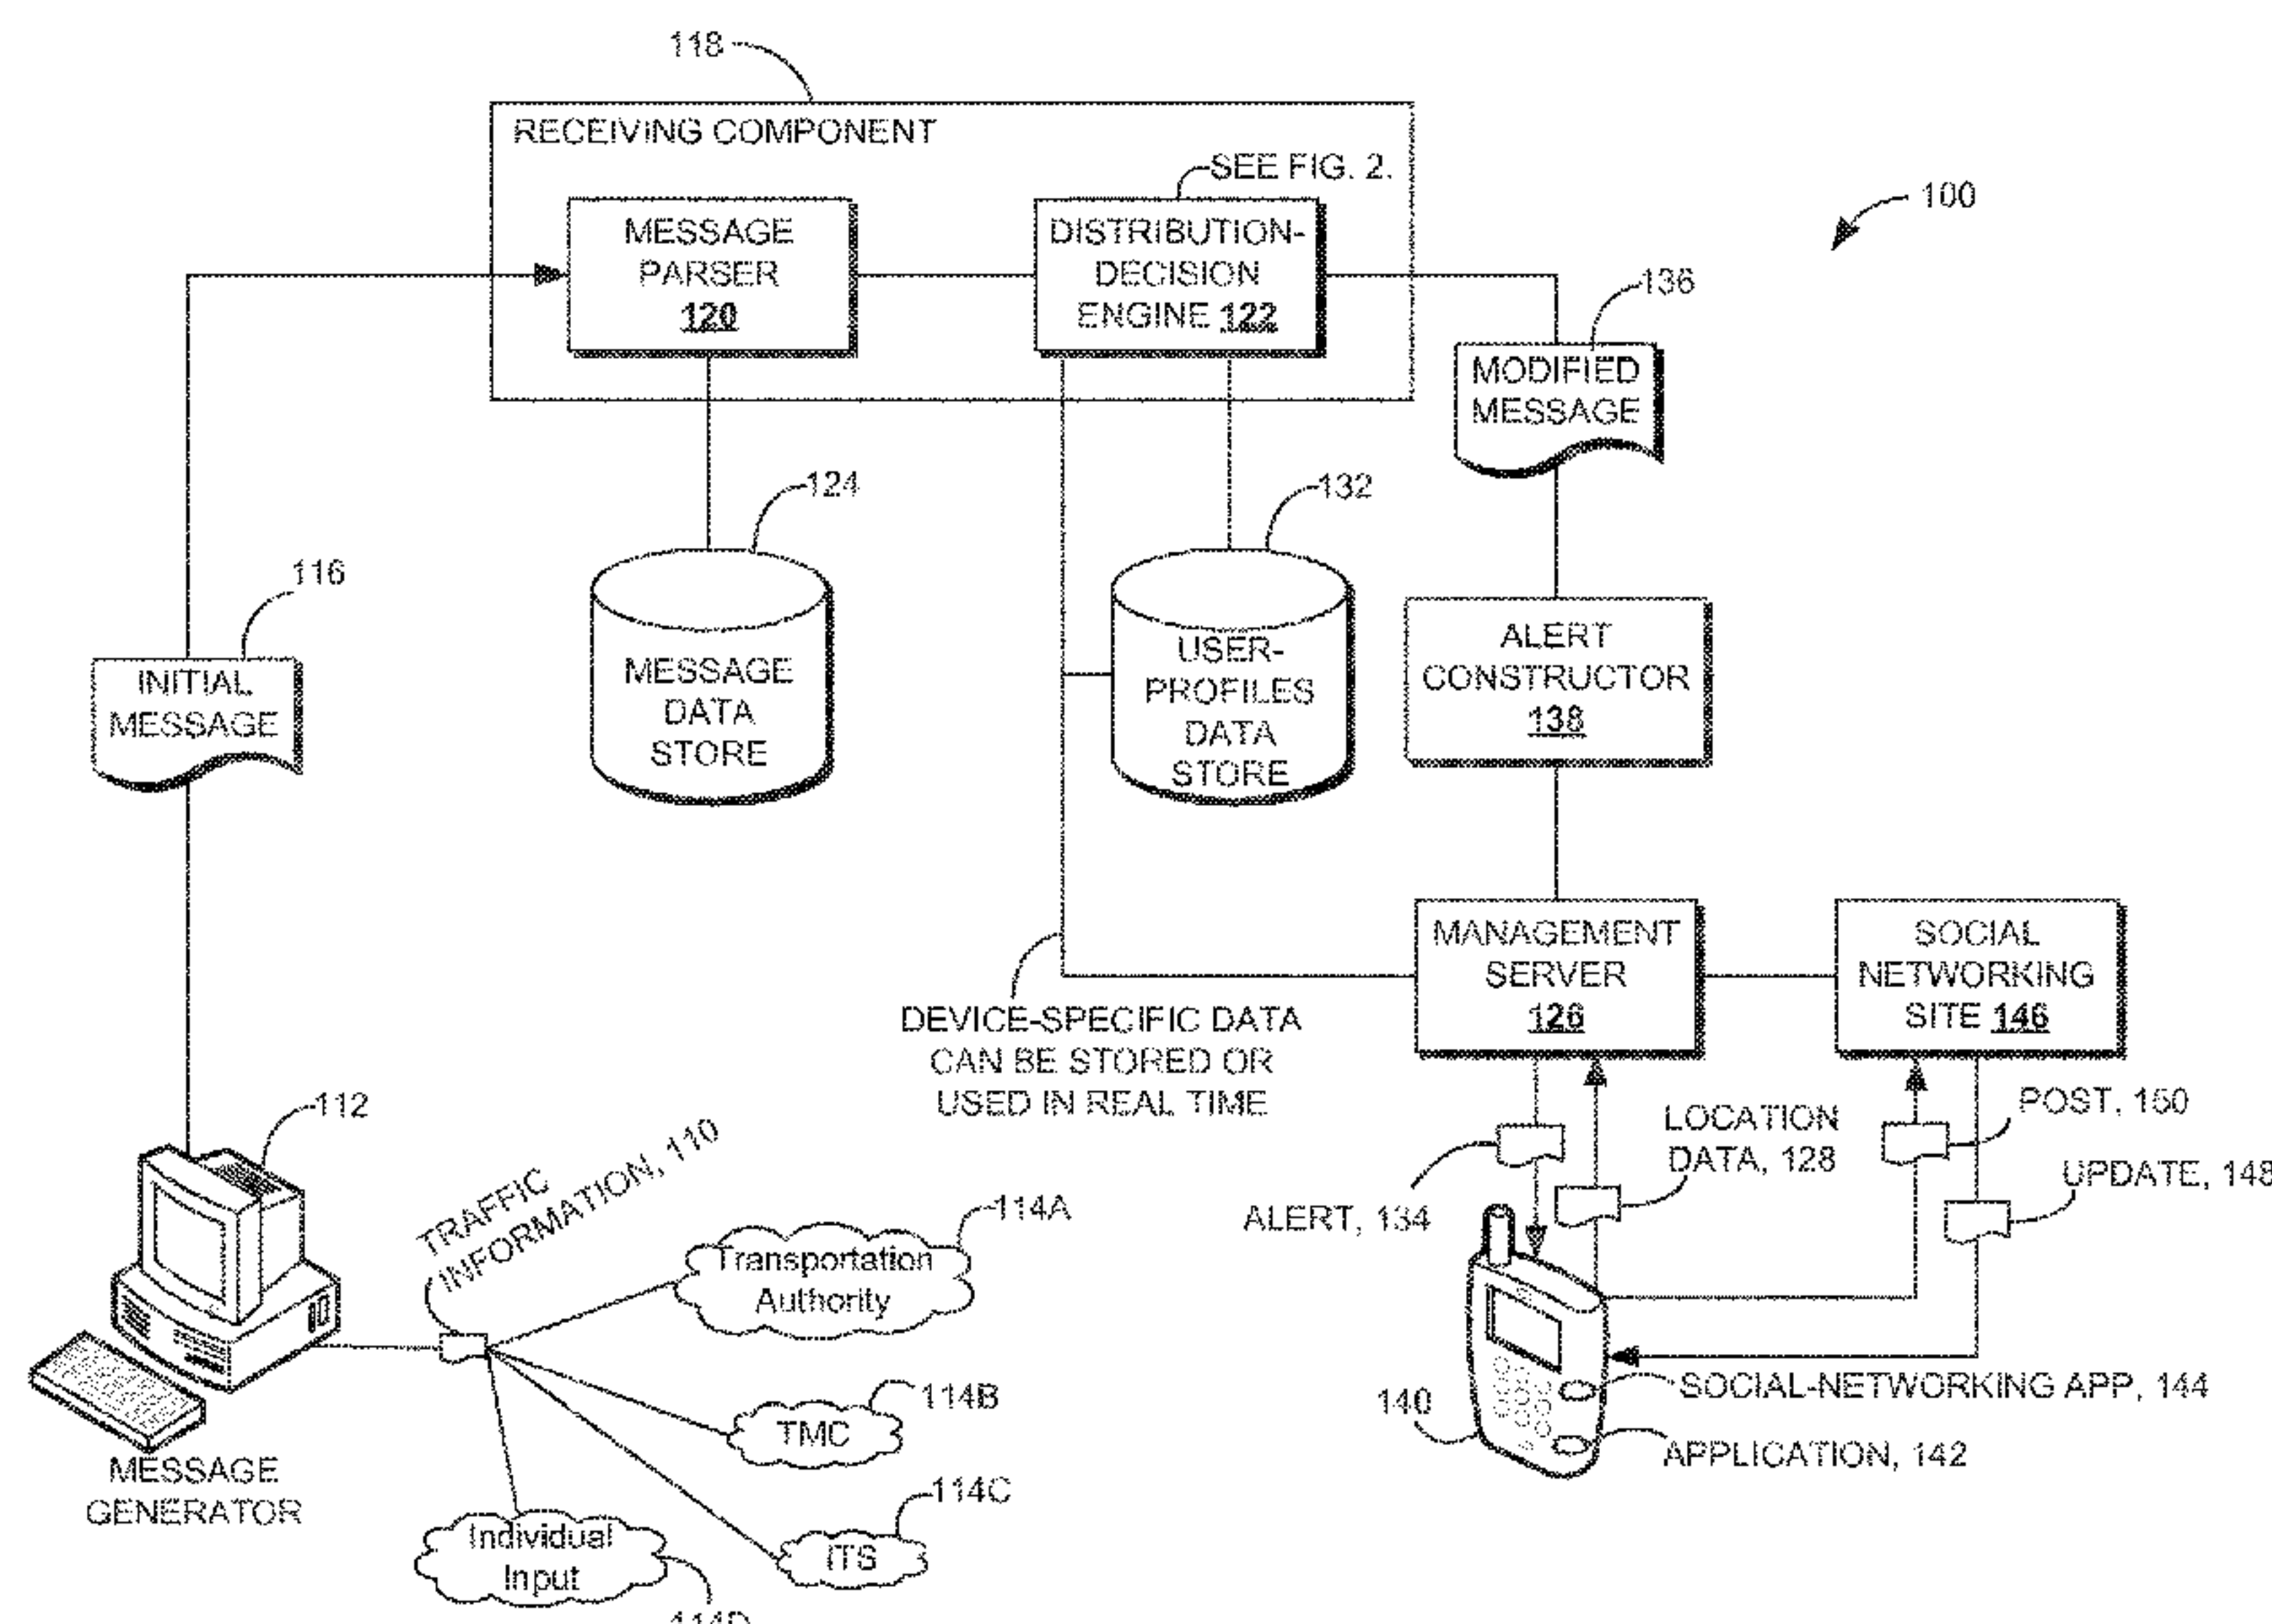 118
RECEIVING COMPONENT
SEE FIG. 2.
MESSAGE
PARSER
120
DISTRIBUTION-
DECISION
ENGINE 122
100
136
MODIFIED
MESSAGE
124
132
116
INITIAL
MESSAGE
MESSAGE
DATA
STORE
USER-
PROFILES
DATA
STORE
ALERT
CONSTRUCTOR
138
MANAGEMENT
SERVER
126
SOCIAL
NETWORKING
SITE 146
DEVICE-SPECIFIC DATA
CAN BE STORED OR
USED IN REAL TIME
112
TRAFFIC
INFORMATION, 110
LOCATION
DATA, 128
POST, 150
UPDATE, 148
ALERT, 134
114A
Transportation
Authority
114B
TMC
114C
ITS
Individual
Input
114D
MESSAGE
GENERATOR
140
SOCIAL-NETWORKING APP, 144
APPLICATION, 142